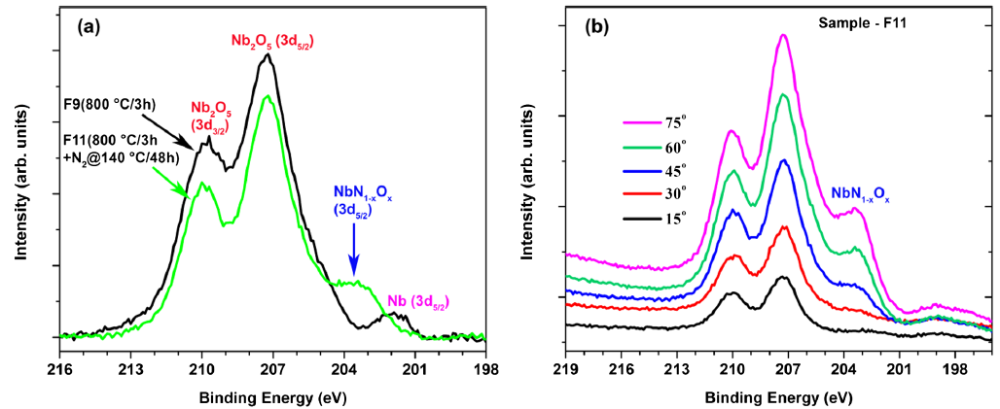 (a)
Nb2O5 (3d5/2)
F9(800 °C/3h)
Nb2O5
(3d3/2)
F11(800 °C/3h
+N2@140 °C/48h)
NbN1-xOx
(3d5/2)
Nb (3d5/2)
Intensity (arb. units)
216 213 210 207 204 201 198
Binding Energy (eV)
(b)
Sample - F11
75°
60°
45°
30°
15°
NbN1-xOx
Intensity (arb. units)
219 216 213 210 207 204 201 198
Binding Energy (eV)